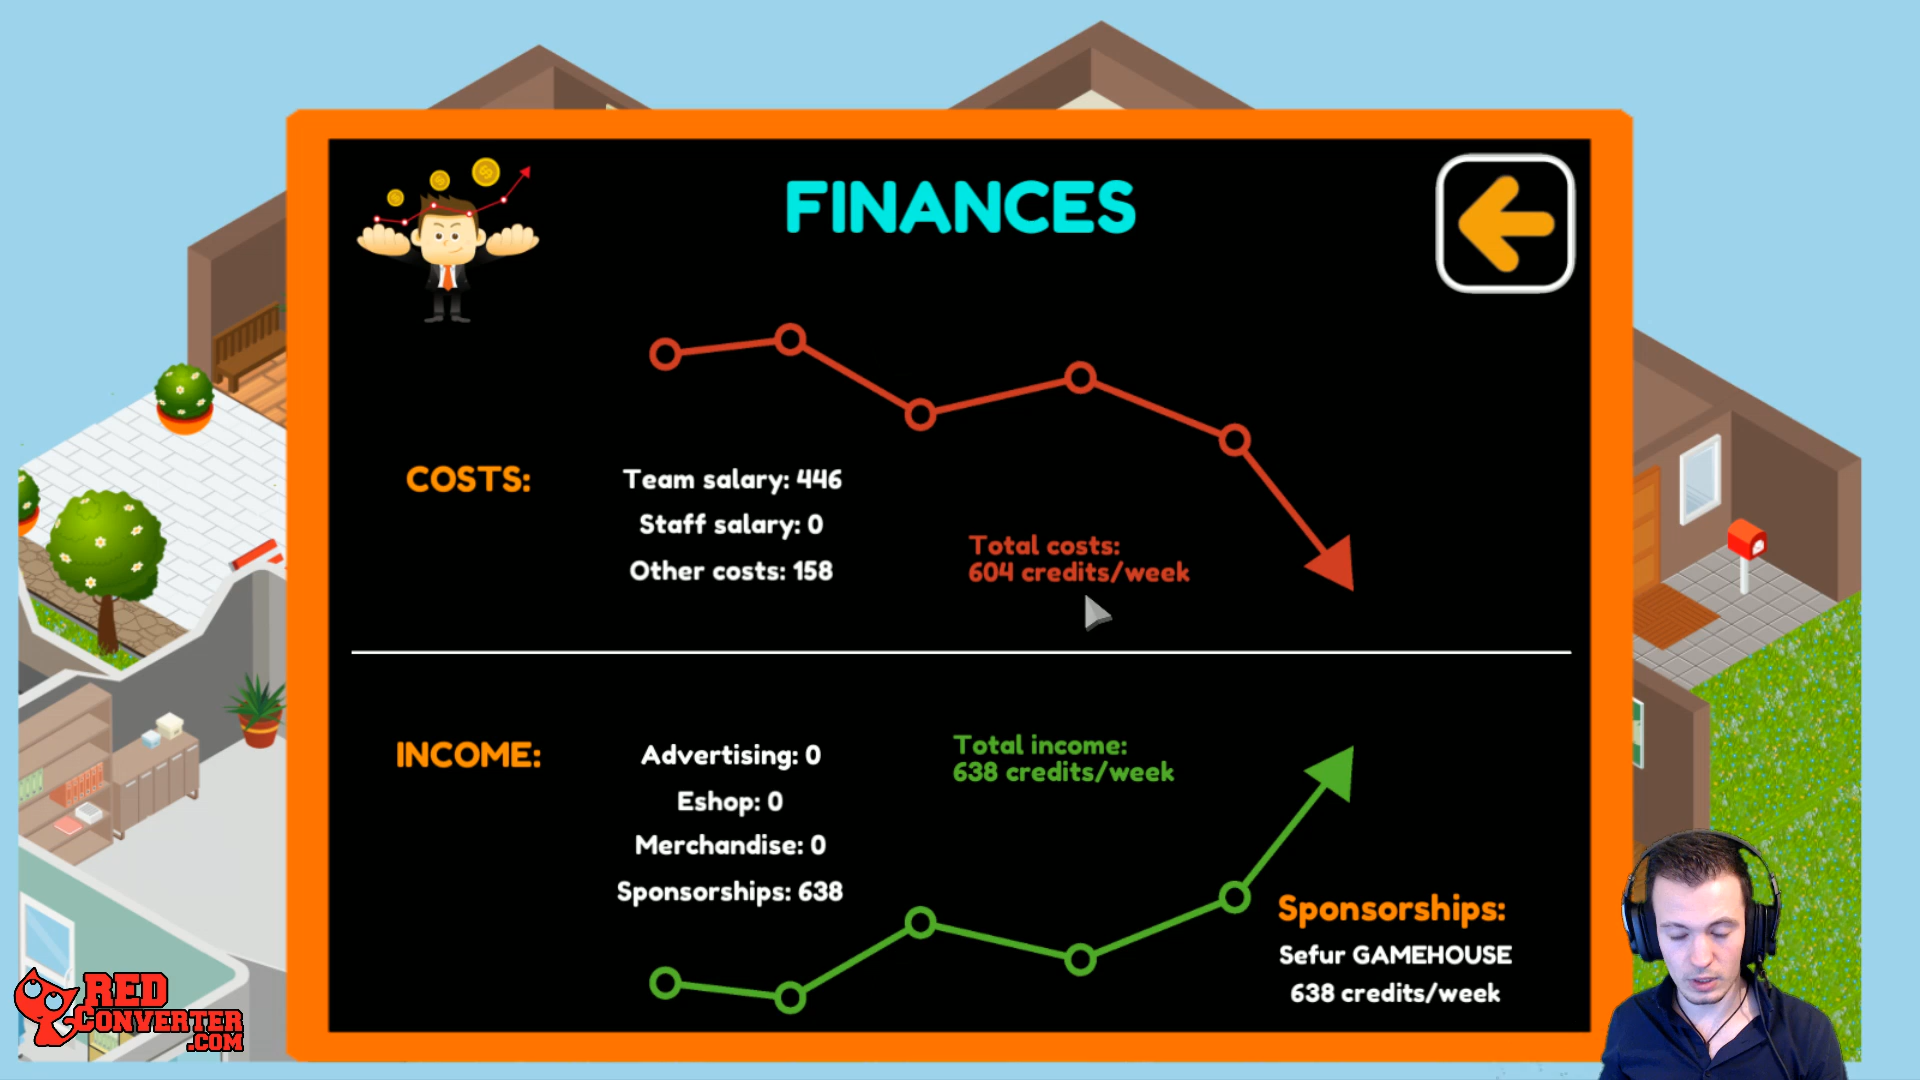 FINANCES
COSTS:
Team salary: 446
Staff salary: 0
Other costs: 158
Total costs:
604 credits/week
INCOME:
Advertising: 0
Eshop: 0
Merchandise: 0
Sponsorships: 638
Total income:
638 credits/week
Sponsorships:
Sefur GAMEHOUSE
638 credits/week
RED
CONVERTER
.COM